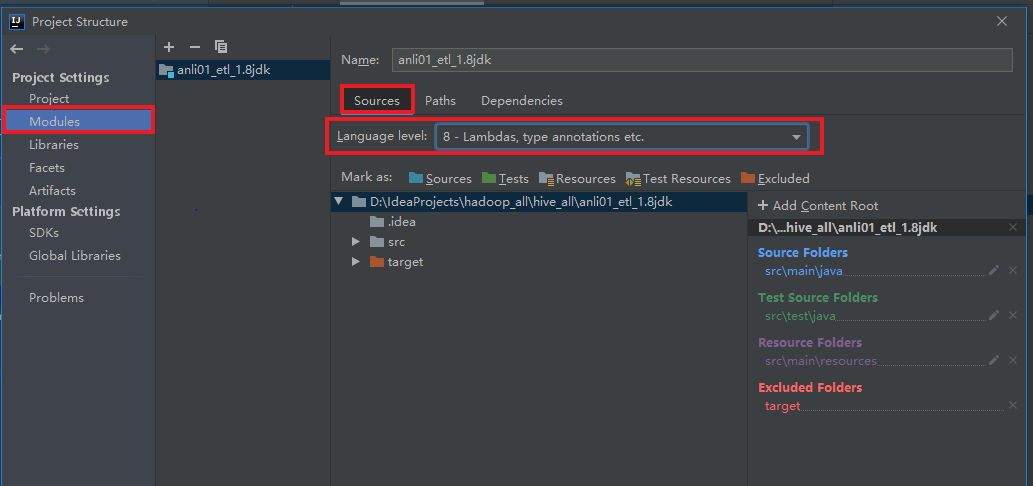 IJ Project Structure
Project Settings
Project
Modules
Libraries
Facets
Artifacts
Platform Settings
SDKs
Global Libraries
Problems
anli01_etl_1.8jdk
Name: anli01_etl_1.8jdk
Sources Paths Dependencies
Language level: 8 - Lambdas, type annotations etc.
Mark as: Sources Tests Resources Test Resources Excluded
D:\IdeaProjects\hadoop_all\hive_all\anli01_etl_1.8jdk
.idea
src
target
+ Add Content Root
D:\...hive_all\anli01_etl_1.8jdk
Source Folders
src\main\java
Test Source Folders
src\test\java
Resource Folders
src\main\resources
Excluded Folders
target